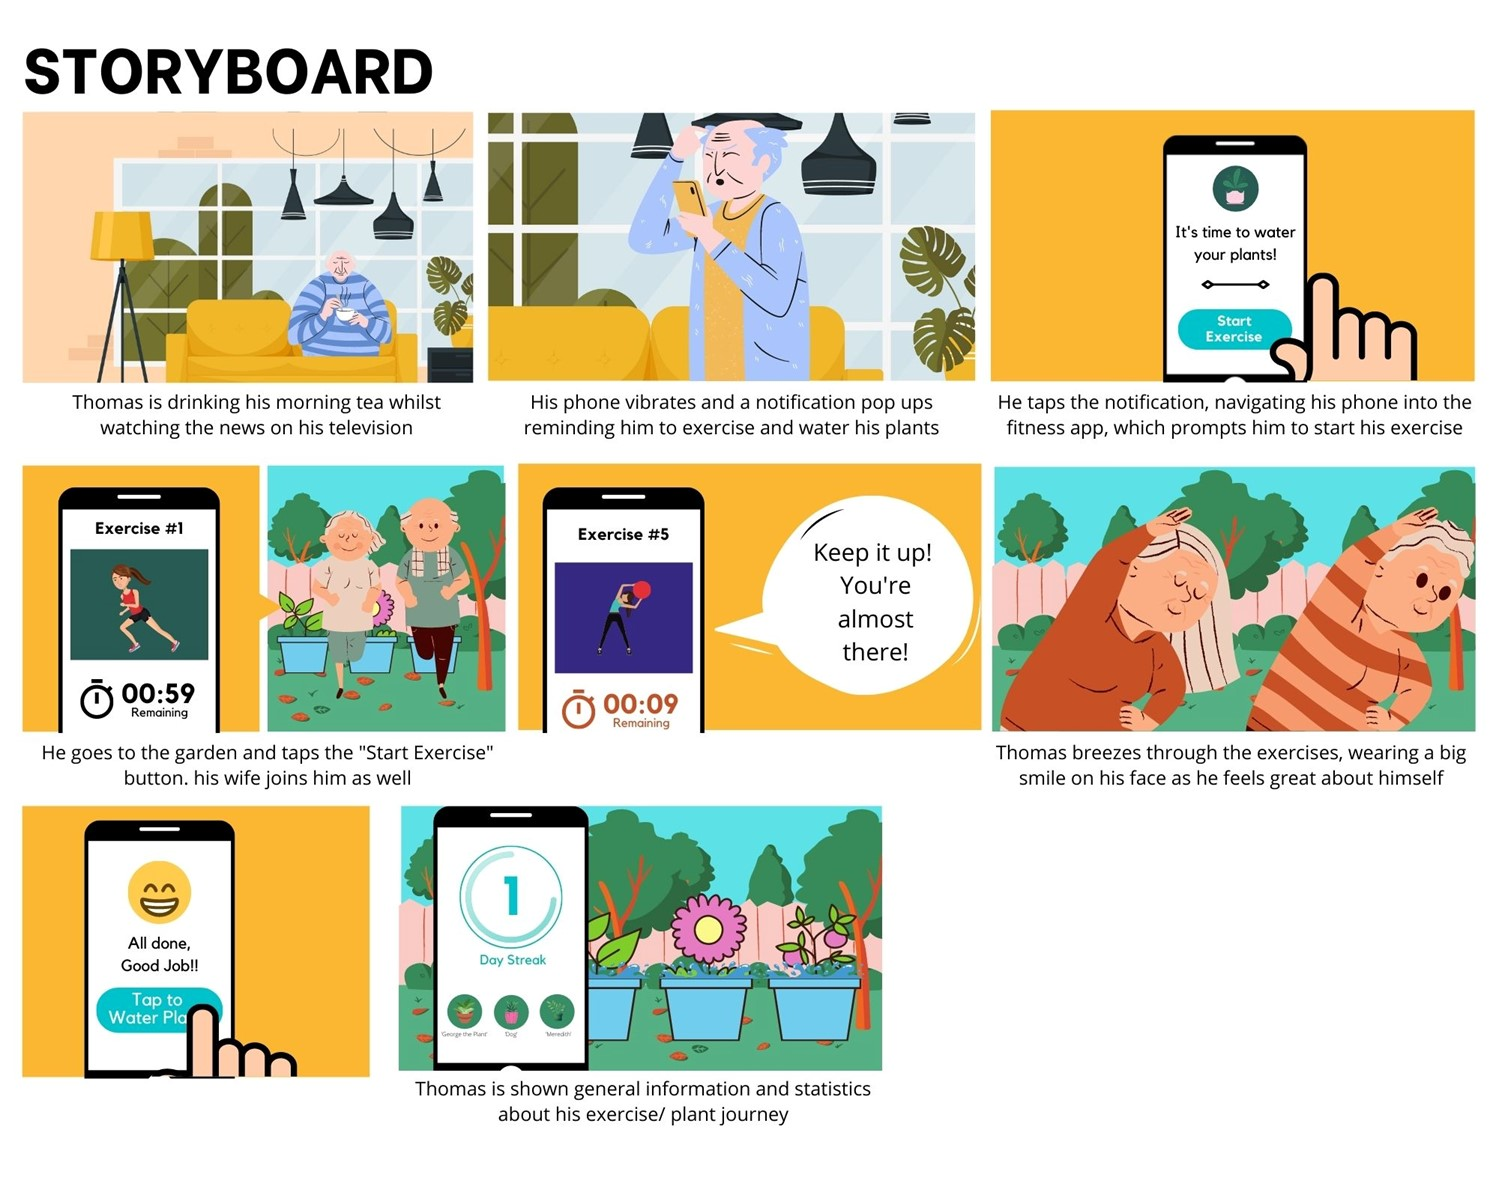 STORYBOARD
Thomas is drinking his morning tea whilst
watching the news on his television
His phone vibrates and a notification pop ups
reminding him to exercise and water his plants
It's time to water
your plants!
Start
Exercise
He taps the notification, navigating his phone into the
fitness app, which prompts him to start his exercise
Exercise #1
00:59
Remaining
He goes to the garden and taps the "Start Exercise"
button. his wife joins him as well
Exercise #5
00:09
Remaining
Keep it up!
You're
almost
there!
Thomas breezes through the exercises, wearing a big
smile on his face as he feels great about himself
All done,
Good Job!!
Tap to
Water Pla
1
Day Streak
'George the Plant'
'Dog'
'Meredith'
Thomas is shown general information and statistics
about his exercise/ plant journey